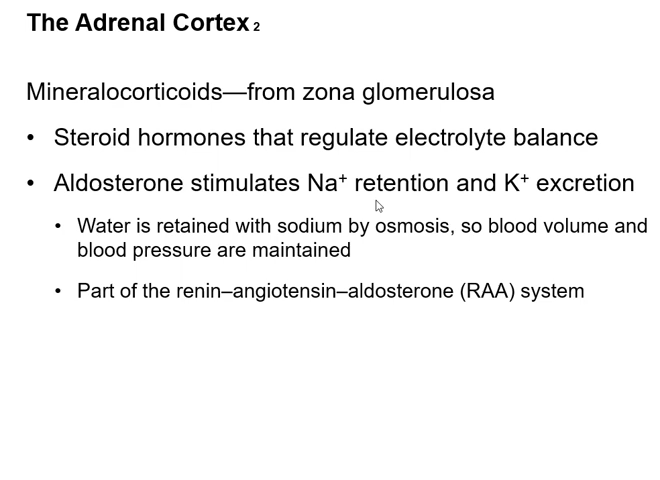 The Adrenal Cortex 2
Mineralocorticoids—from zona glomerulosa
• Steroid hormones that regulate electrolyte balance
• Aldosterone stimulates Na⁺ retention and K⁺ excretion
• Water is retained with sodium by osmosis, so blood volume and
blood pressure are maintained
• Part of the renin–angiotensin–aldosterone (RAA) system